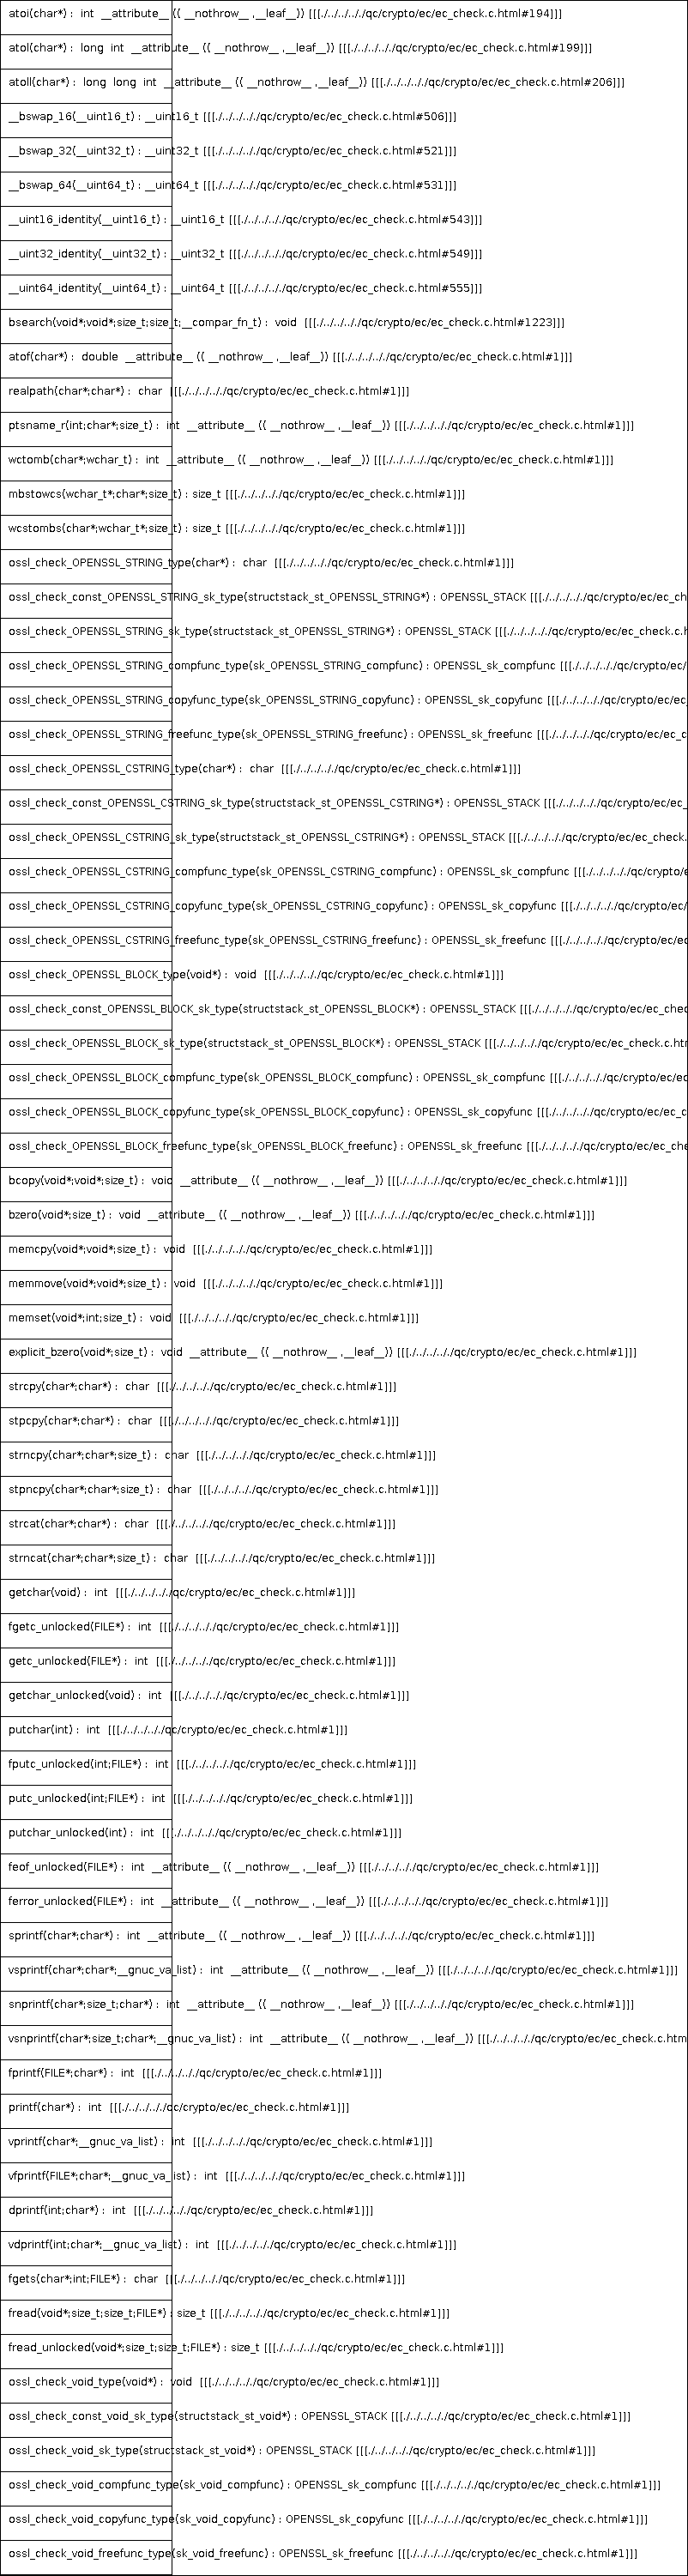 atoi(char*) : int __attribute__ (( __nothrow__ ,__leaf__)) [[[./../../../../qc/crypto/ec/ec_check.c.html#194]]]
atol(char*) : long int __attribute__ (( __nothrow__ ,__leaf__)) [[[./../../../../qc/crypto/ec/ec_check.c.html#199]]]
atoll(char*) : long long int __attribute__ (( __nothrow__ ,__leaf__)) [[[./../../../../qc/crypto/ec/ec_check.c.html#206]]]
__bswap_16(__uint16_t) : __uint16_t [[[./../../../../qc/crypto/ec/ec_check.c.html#506]]]
__bswap_32(__uint32_t) : __uint32_t [[[./../../../../qc/crypto/ec/ec_check.c.html#521]]]
__bswap_64(__uint64_t) : __uint64_t [[[./../../../../qc/crypto/ec/ec_check.c.html#531]]]
__uint16_identity(__uint16_t) : __uint16_t [[[./../../../../qc/crypto/ec/ec_check.c.html#543]]]
__uint32_identity(__uint32_t) : __uint32_t [[[./../../../../qc/crypto/ec/ec_check.c.html#549]]]
__uint64_identity(__uint64_t) : __uint64_t [[[./../../../../qc/crypto/ec/ec_check.c.html#555]]]
bsearch(void*;void*;size_t;size_t;__compar_fn_t) : void [[[./../../../../qc/crypto/ec/ec_check.c.html#1223]]]
atof(char*) : double __attribute__ (( __nothrow__ ,__leaf__)) [[[./../../../../qc/crypto/ec/ec_check.c.html#1]]]
realpath(char*;char*) : char [[[./../../../../qc/crypto/ec/ec_check.c.html#1]]]
ptsname_r(int;char*;size_t) : int __attribute__ (( __nothrow__ ,__leaf__)) [[[./../../../../qc/crypto/ec/ec_check.c.html#1]]]
wctomb(char*;wchar_t) : int __attribute__ (( __nothrow__ ,__leaf__)) [[[./../../../../qc/crypto/ec/ec_check.c.html#1]]]
mbstowcs(wchar_t*;char*;size_t) : size_t [[[./../../../../qc/crypto/ec/ec_check.c.html#1]]]
wcstombs(char*;wchar_t*;size_t) : size_t [[[./../../../../qc/crypto/ec/ec_check.c.html#1]]]
ossl_check_OPENSSL_STRING_type(char*) : char [[[./../../../../qc/crypto/ec/ec_check.c.html#1]]]
ossl_check_const_OPENSSL_STRING_sk_type(structstack_st_OPENSSL_STRING*) : OPENSSL_STACK [[[./../../../../qc/crypto/ec/ec_ch
ossl_check_OPENSSL_STRING_sk_type(structstack_st_OPENSSL_STRING*) : OPENSSL_STACK [[[./../../../../qc/crypto/ec/ec_check.c.h
ossl_check_OPENSSL_STRING_compfunc_type(sk_OPENSSL_STRING_compfunc) : OPENSSL_sk_compfunc [[[./../../../../qc/crypto/ec/
ossl_check_OPENSSL_STRING_copyfunc_type(sk_OPENSSL_STRING_copyfunc) : OPENSSL_sk_copyfunc [[[./../../../../qc/crypto/ec/ec_
ossl_check_OPENSSL_STRING_freefunc_type(sk_OPENSSL_STRING_freefunc) : OPENSSL_sk_freefunc [[[./../../../../qc/crypto/ec/ec_c
ossl_check_OPENSSL_CSTRING_type(char*) : char [[[./../../../../qc/crypto/ec/ec_check.c.html#1]]]
ossl_check_const_OPENSSL_CSTRING_sk_type(structstack_st_OPENSSL_CSTRING*) : OPENSSL_STACK [[[./../../../../qc/crypto/ec/ec_
ossl_check_OPENSSL_CSTRING_sk_type(structstack_st_OPENSSL_CSTRING*) : OPENSSL_STACK [[[./../../../../qc/crypto/ec/ec_check.
ossl_check_OPENSSL_CSTRING_compfunc_type(sk_OPENSSL_CSTRING_compfunc) : OPENSSL_sk_compfunc [[[./../../../../qc/crypto/e
ossl_check_OPENSSL_CSTRING_copyfunc_type(sk_OPENSSL_CSTRING_copyfunc) : OPENSSL_sk_copyfunc [[[./../../../../qc/crypto/ec/
ossl_check_OPENSSL_CSTRING_freefunc_type(sk_OPENSSL_CSTRING_freefunc) : OPENSSL_sk_freefunc [[[./../../../../qc/crypto/ec/ec
ossl_check_OPENSSL_BLOCK_type(void*) : void [[[./../../../../qc/crypto/ec/ec_check.c.html#1]]]
ossl_check_const_OPENSSL_BLOCK_sk_type(structstack_st_OPENSSL_BLOCK*) : OPENSSL_STACK [[[./../../../../qc/crypto/ec/ec_chec
ossl_check_OPENSSL_BLOCK_sk_type(structstack_st_OPENSSL_BLOCK*) : OPENSSL_STACK [[[./../../../../qc/crypto/ec/ec_check.c.htm
ossl_check_OPENSSL_BLOCK_compfunc_type(sk_OPENSSL_BLOCK_compfunc) : OPENSSL_sk_compfunc [[[./../../../../qc/crypto/ec/ec
ossl_check_OPENSSL_BLOCK_copyfunc_type(sk_OPENSSL_BLOCK_copyfunc) : OPENSSL_sk_copyfunc [[[./../../../../qc/crypto/ec/ec_c
ossl_check_OPENSSL_BLOCK_freefunc_type(sk_OPENSSL_BLOCK_freefunc) : OPENSSL_sk_freefunc [[[./../../../../qc/crypto/ec/ec_che
bcopy(void*;void*;size_t) : void __attribute__ (( __nothrow__ ,__leaf__)) [[[./../../../../qc/crypto/ec/ec_check.c.html#1]]]
bzero(void*;size_t) : void __attribute__ (( __nothrow__ ,__leaf__)) [[[./../../../../qc/crypto/ec/ec_check.c.html#1]]]
memcpy(void*;void*;size_t) : void [[[./../../../../qc/crypto/ec/ec_check.c.html#1]]]
memmove(void*;void*;size_t) : void [[[./../../../../qc/crypto/ec/ec_check.c.html#1]]]
memset(void*;int;size_t) : void [[[./../../../../qc/crypto/ec/ec_check.c.html#1]]]
explicit_bzero(void*;size_t) : void __attribute__ (( __nothrow__ ,__leaf__)) [[[./../../../../qc/crypto/ec/ec_check.c.html#1]]]
strcpy(char*;char*) : char [[[./../../../../qc/crypto/ec/ec_check.c.html#1]]]
stpcpy(char*;char*) : char [[[./../../../../qc/crypto/ec/ec_check.c.html#1]]]
strncpy(char*;char*;size_t) : char [[[./../../../../qc/crypto/ec/ec_check.c.html#1]]]
stpncpy(char*;char*;size_t) : char [[[./../../../../qc/crypto/ec/ec_check.c.html#1]]]
strcat(char*;char*) : char [[[./../../../../qc/crypto/ec/ec_check.c.html#1]]]
strncat(char*;char*;size_t) : char [[[./../../../../qc/crypto/ec/ec_check.c.html#1]]]
getchar(void) : int [[[./../../../../qc/crypto/ec/ec_check.c.html#1]]]
fgetc_unlocked(FILE*) : int [[[./../../../../qc/crypto/ec/ec_check.c.html#1]]]
getc_unlocked(FILE*) : int [[[./../../../../qc/crypto/ec/ec_check.c.html#1]]]
getchar_unlocked(void) : int [[[./../../../../qc/crypto/ec/ec_check.c.html#1]]]
putchar(int) : int [[[./../../../../qc/crypto/ec/ec_check.c.html#1]]]
fputc_unlocked(int;FILE*) : int [[[./../../../../qc/crypto/ec/ec_check.c.html#1]]]
putc_unlocked(int;FILE*) : int [[[./../../../../qc/crypto/ec/ec_check.c.html#1]]]
putchar_unlocked(int) : int [[[./../../../../qc/crypto/ec/ec_check.c.html#1]]]
feof_unlocked(FILE*) : int __attribute__ (( __nothrow__ ,__leaf__)) [[[./../../../../qc/crypto/ec/ec_check.c.html#1]]]
ferror_unlocked(FILE*) : int __attribute__ (( __nothrow__ ,__leaf__)) [[[./../../../../qc/crypto/ec/ec_check.c.html#1]]]
sprintf(char*;char*) : int __attribute__ (( __nothrow__ ,__leaf__)) [[[./../../../../qc/crypto/ec/ec_check.c.html#1]]]
vsprintf(char*;char*;__gnuc_va_list) : int __attribute__ (( __nothrow__ ,__leaf__)) [[[./../../../../qc/crypto/ec/ec_check.c.html#1]]]
snprintf(char*;size_t;char*) : int __attribute__ (( __nothrow__ ,__leaf__)) [[[./../../../../qc/crypto/ec/ec_check.c.html#1]]]
vsnprintf(char*;size_t;char*;__gnuc_va_list) : int __attribute__ (( __nothrow__ ,__leaf__)) [[[./../../../../qc/crypto/ec/ec_check.c.htm
fprintf(FILE*;char*) : int [[[./../../../../qc/crypto/ec/ec_check.c.html#1]]]
printf(char*) : int [[[./../../../../qc/crypto/ec/ec_check.c.html#1]]]
vprintf(char*;__gnuc_va_list) : int [[[./../../../../qc/crypto/ec/ec_check.c.html#1]]]
vfprintf(FILE*;char*;__gnuc_va_list) : int [[[./../../../../qc/crypto/ec/ec_check.c.html#1]]]
dprintf(int;char*) : int [[[./../../../../qc/crypto/ec/ec_check.c.html#1]]]
vdprintf(int;char*;__gnuc_va_list) : int [[[./../../../../qc/crypto/ec/ec_check.c.html#1]]]
fgets(char*;int;FILE*) : char [[[./../../../../qc/crypto/ec/ec_check.c.html#1]]]
fread(void*;size_t;size_t;FILE*) : size_t [[[./../../../../qc/crypto/ec/ec_check.c.html#1]]]
fread_unlocked(void*;size_t;size_t;FILE*) : size_t [[[./../../../../qc/crypto/ec/ec_check.c.html#1]]]
ossl_check_void_type(void*) : void [[[./../../../../qc/crypto/ec/ec_check.c.html#1]]]
ossl_check_const_void_sk_type(structstack_st_void*) : OPENSSL_STACK [[[./../../../../qc/crypto/ec/ec_check.c.html#1]]]
ossl_check_void_sk_type(structstack_st_void*) : OPENSSL_STACK [[[./../../../../qc/crypto/ec/ec_check.c.html#1]]]
ossl_check_void_compfunc_type(sk_void_compfunc) : OPENSSL_sk_compfunc [[[./../../../../qc/crypto/ec/ec_check.c.html#1]]]
ossl_check_void_copyfunc_type(sk_void_copyfunc) : OPENSSL_sk_copyfunc [[[./../../../../qc/crypto/ec/ec_check.c.html#1]]]
ossl_check_void_freefunc_type(sk_void_freefunc) : OPENSSL_sk_freefunc [[[./../../../../qc/crypto/ec/ec_check.c.html#1]]]